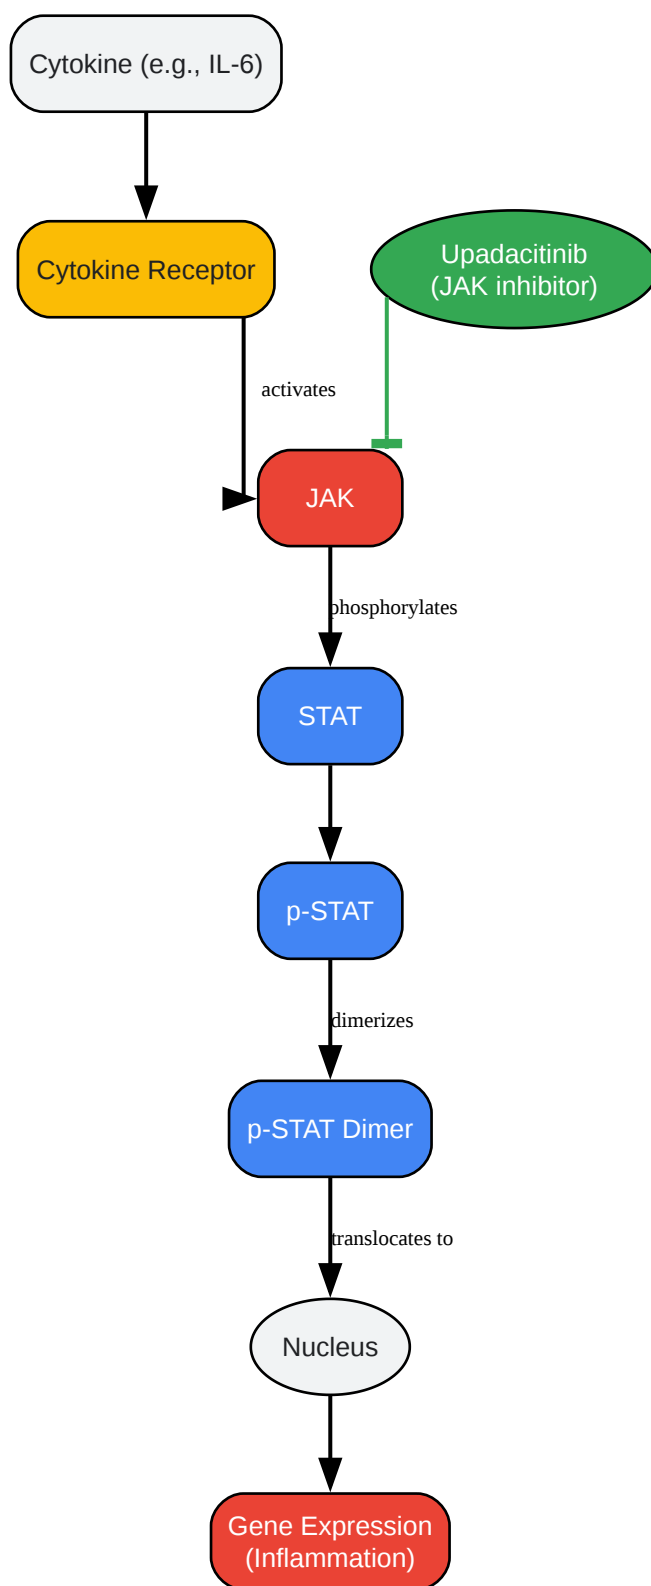 Cytokine (e.g., IL-6)
Cytokine Receptor
Upadacitinib
(JAK inhibitor)
activates
JAK
phosphorylates
STAT
p-STAT
dimerizes
p-STAT Dimer
translocates to
Nucleus
Gene Expression
(Inflammation)